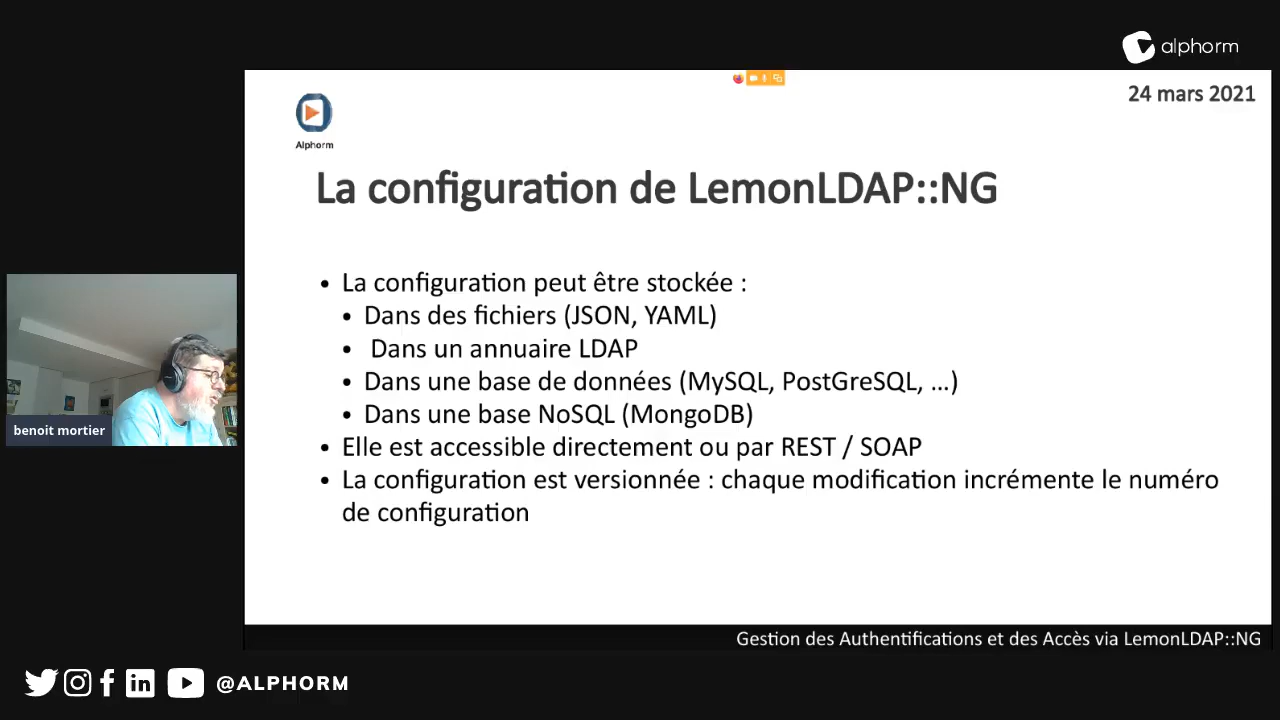 alphorm
24 mars 2021
Alphorm
La configuration de LemonLDAP::NG
• La configuration peut être stockée :
• Dans des fichiers (JSON, YAML)
• Dans un annuaire LDAP
• Dans une base de données (MySQL, PostGreSQL, ...)
• Dans une base NoSQL (MongoDB)
• Elle est accessible directement ou par REST / SOAP
• La configuration est versionnée : chaque modification incrémente le numéro
de configuration
benoit mortier
Gestion des Authentifications et des Accès via LemonLDAP::NG
@ALPHORM